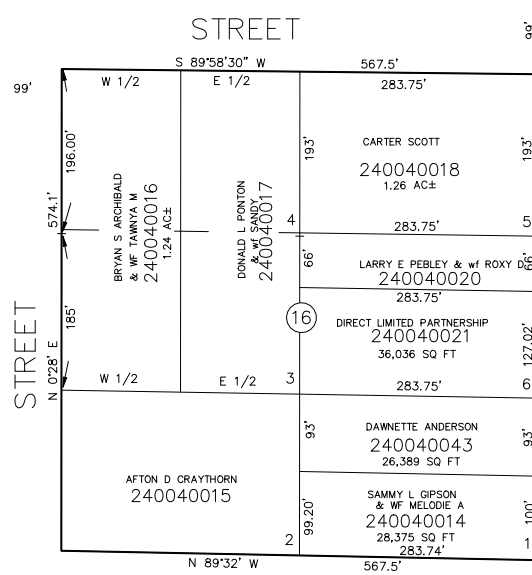 STREET
99'
S 89°58'30" W
567.5'
99'
W 1/2
E 1/2
283.75'
196.00'
193'
CARTER SCOTT
240040018
1.26 AC±
193'
574.1'
BRYAN S ARCHIBALD
& WF TAWNYA M
240040016
1.24 AC±
DONALD L PONTON
& wf SANDY
240040017
4
283.75'
5
66'
LARRY E PEBLEY & wf ROXY D
240040020
66'
283.75'
185'
16
DIRECT LIMITED PARTNERSHIP
240040021
36,036 SQ FT
127.02'
STREET
N 0°28' E
W 1/2
E 1/2
3
283.75'
6
93'
DAWNETTE ANDERSON
240040043
26,389 SQ FT
93'
AFTON D CRAYTHORN
240040015
99.20'
SAMMY L GIPSON
& WF MELODIE A
240040014
28,375 SQ FT
100'
2
283.74'
1
N 89°32' W
567.5'